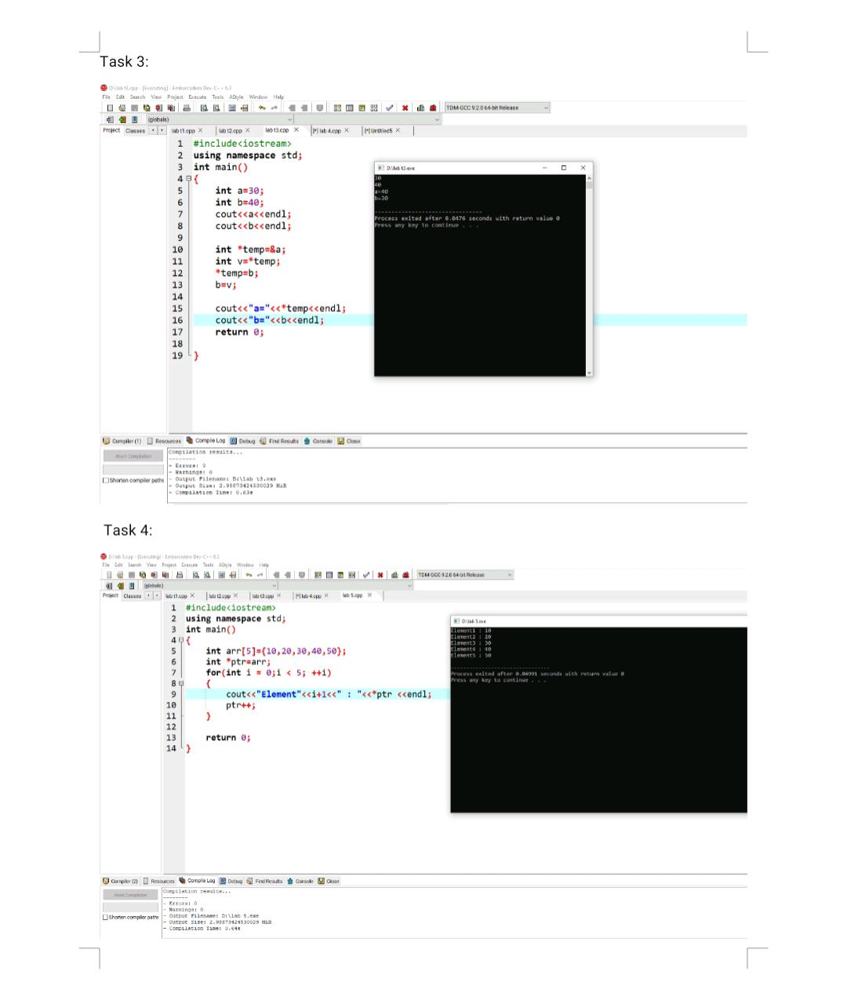 Task 3:
D:\lab t3.cpp - [Executing] - Embarcadero Dev-C++ 6.3
File Edit Search View Project Execute Tools AStyle Window Help
TDM-GCC 9.2.0 64-bit Release
(globals)
Project Classes lab t1.cpp lab t2.cpp lab t3.cpp [*] lab 4.cpp [*] Untitled5
1 #include<iostream>
2 using namespace std;
3 int main()
4 {
5 int a=30;
6 int b=40;
7 cout<<a<<endl;
8 cout<<b<<endl;
9
10 int *temp=&a;
11 int v=*temp;
12 *temp=b;
13 b=v;
14
15 cout<<"a="<<*temp<<endl;
16 cout<<"b="<<b<<endl;
17 return 0;
18
19 }
D:\lab t3.exe
30
40
a=40
b=30
--------------------------------
Process exited after 0.0476 seconds with return value 0
Press any key to continue . . .
Compiler (1) Resources Compile Log Debug Find Results Console Close
Abort Compilation
Shorten compiler paths
Compilation results...
--------
- Errors: 0
- Warnings: 0
- Output Filename: D:\lab t3.exe
- Output Size: 2.98873424530029 MiB
- Compilation Time: 0.63s
Task 4:
D:\lab 5.cpp - [Executing] - Embarcadero Dev-C++ 6.3
File Edit Search View Project Execute Tools AStyle Window Help
TDM-GCC 9.2.0 64-bit Release
(globals)
Project Classes lab t1.cpp lab t2.cpp lab t3.cpp [*] lab 4.cpp lab 5.cpp
1 #include<iostream>
2 using namespace std;
3 int main()
4 {
5 int arr[5]={10,20,30,40,50};
6 int *ptr=arr;
7 for(int i = 0;i < 5; ++i)
8 {
9 cout<<"Element"<<i+1<<" : "<<*ptr <<endl;
10 ptr++;
11 }
12
13 return 0;
14 }
D:\lab 5.exe
Element1 : 10
Element2 : 20
Element3 : 30
Element4 : 40
Element5 : 50
--------------------------------
Process exited after 0.04991 seconds with return value 0
Press any key to continue . . .
Compiler (2) Resources Compile Log Debug Find Results Console Close
Abort Compilation
Shorten compiler paths
Compilation results...
--------
- Errors: 0
- Warnings: 0
- Output Filename: D:\lab 5.exe
- Output Size: 2.98873424530029 MiB
- Compilation Time: 0.64s